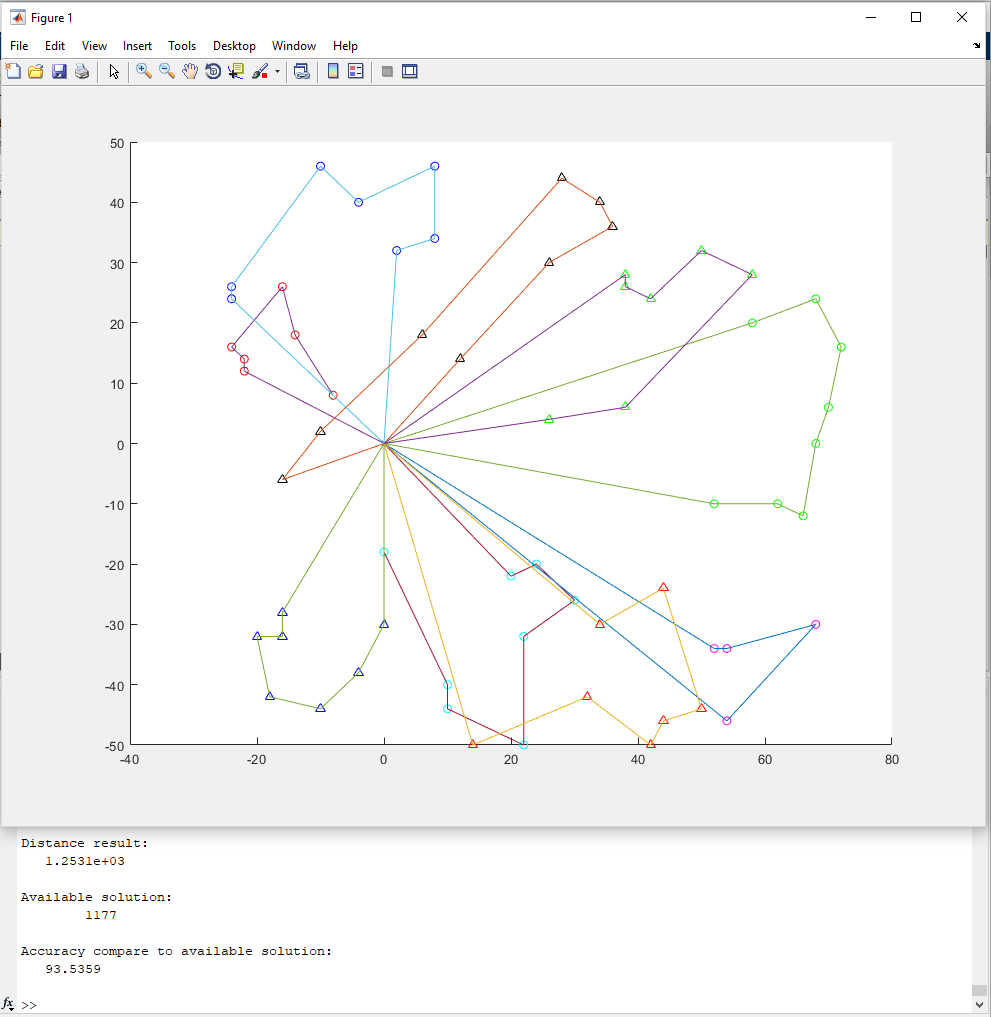 Figure 1
File Edit View Insert Tools Desktop Window Help
50
40
30
20
10
0
-10
-20
-30
-40
-50
-40 -20 0 20 40 60 80
Distance result:
1.2531e+03
Available solution:
1177
Accuracy compare to available solution:
93.5359
fx >>